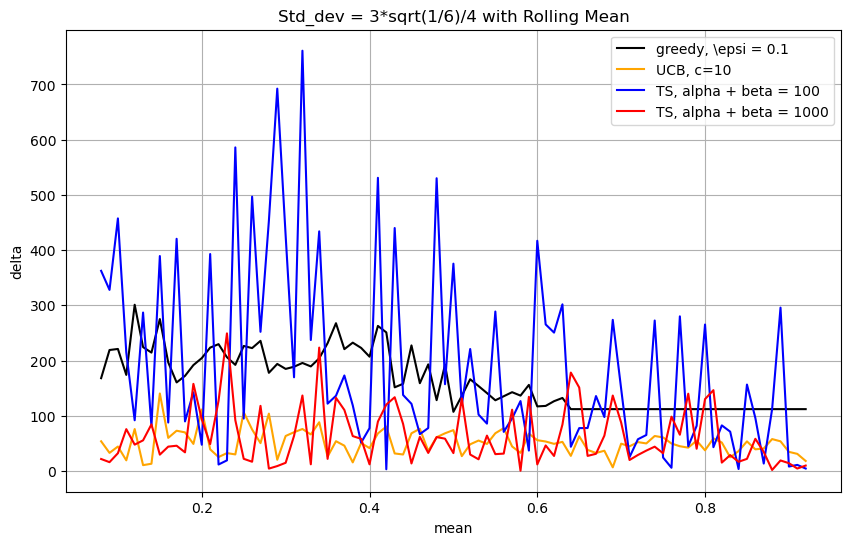 Std_dev = 3*sqrt(1/6)/4 with Rolling Mean
greedy, \epsi = 0.1
UCB, c=10
TS, alpha + beta = 100
TS, alpha + beta = 1000
700
600
500
400
300
200
100
0
delta
0.2
0.4
0.6
0.8
mean